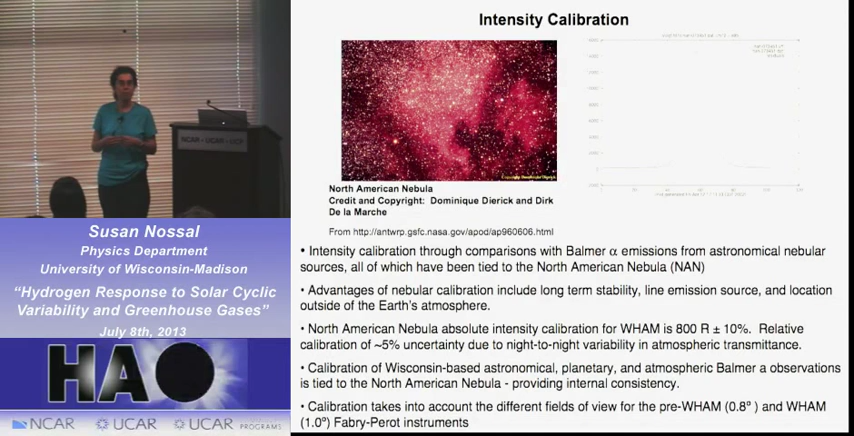 Intensity Calibration
North American Nebula
Credit and Copyright: Dominique Dierick and Dirk
De la Marche
From http://antwrp.gsfc.nasa.gov/apod/ap960606.html
• Intensity calibration through comparisons with Balmer α emissions from astronomical nebular
sources, all of which have been tied to the North American Nebula (NAN)
• Advantages of nebular calibration include long term stability, line emission source, and location
outside of the Earth's atmosphere.
• North American Nebula absolute intensity calibration for WHAM is 800 R ± 10%. Relative
calibration of ~5% uncertainty due to night-to-night variability in atmospheric transmittance.
• Calibration of Wisconsin-based astronomical, planetary, and atmospheric Balmer a observations
is tied to the North American Nebula - providing internal consistency.
• Calibration takes into account the different fields of view for the pre-WHAM (0.8º ) and WHAM
(1.0º) Fabry-Perot instruments
NCAR • UCAR • UCP
Susan Nossal
Physics Department
University of Wisconsin-Madison
"Hydrogen Response to Solar Cyclic
Variability and Greenhouse Gases"
July 8th, 2013
HA
NCAR UCAR UCAR PROGRAMS